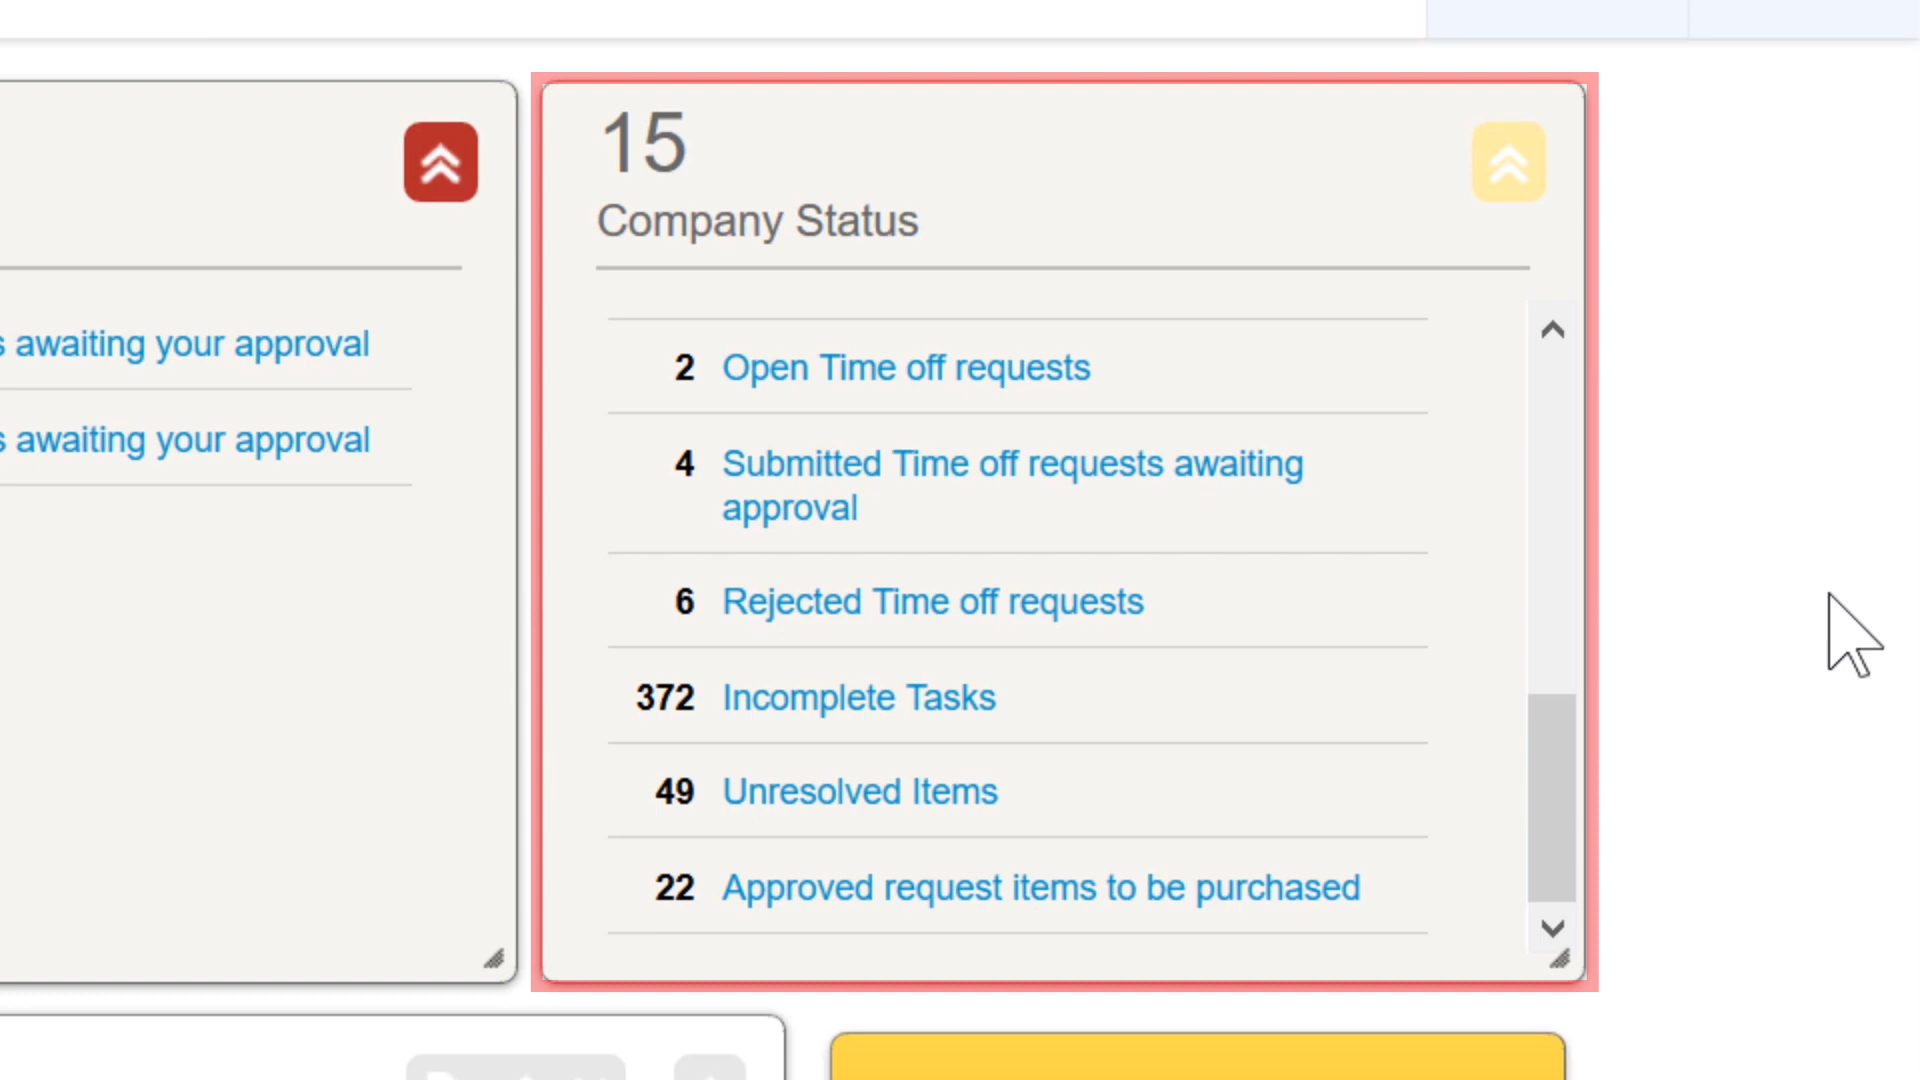 awaiting your approval
awaiting your approval
15
Company Status
2 Open Time off requests
4 Submitted Time off requests awaiting
approval
6 Rejected Time off requests
372 Incomplete Tasks
49 Unresolved Items
22 Approved request items to be purchased